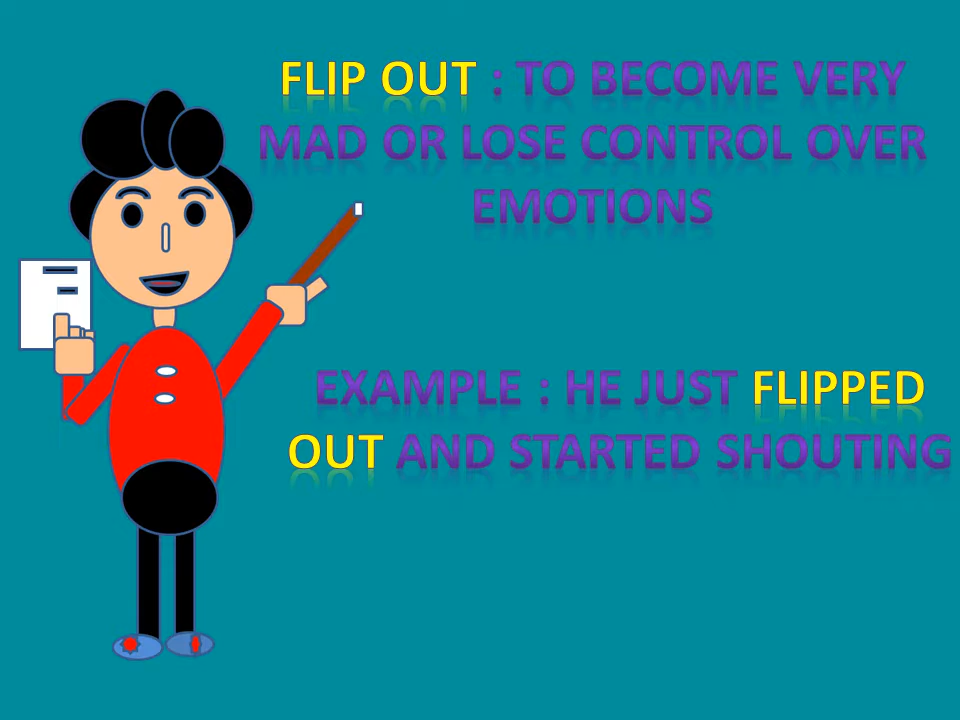 FLIP OUT : TO BECOME VERY
MAD OR LOSE CONTROL OVER
EMOTIONS
EXAMPLE : HE JUST FLIPPED
OUT AND STARTED SHOUTING